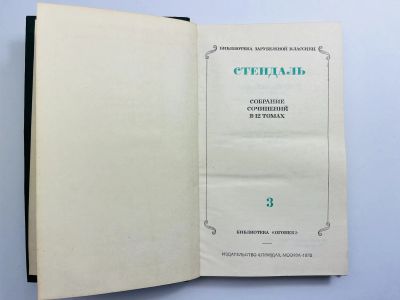 БИБЛИОТЕКА ЗАРУБЕЖНОЙ КЛАССИКИ
СТЕНДАЛЬ
СОБРАНИЕ
СОЧИНЕНИЙ
В 12 ТОМАХ
3
БИБЛИОТЕКА «ОГОНЕК»
ИЗДАТЕЛЬСТВО «ПРАВДА». МОСКВА · 1978